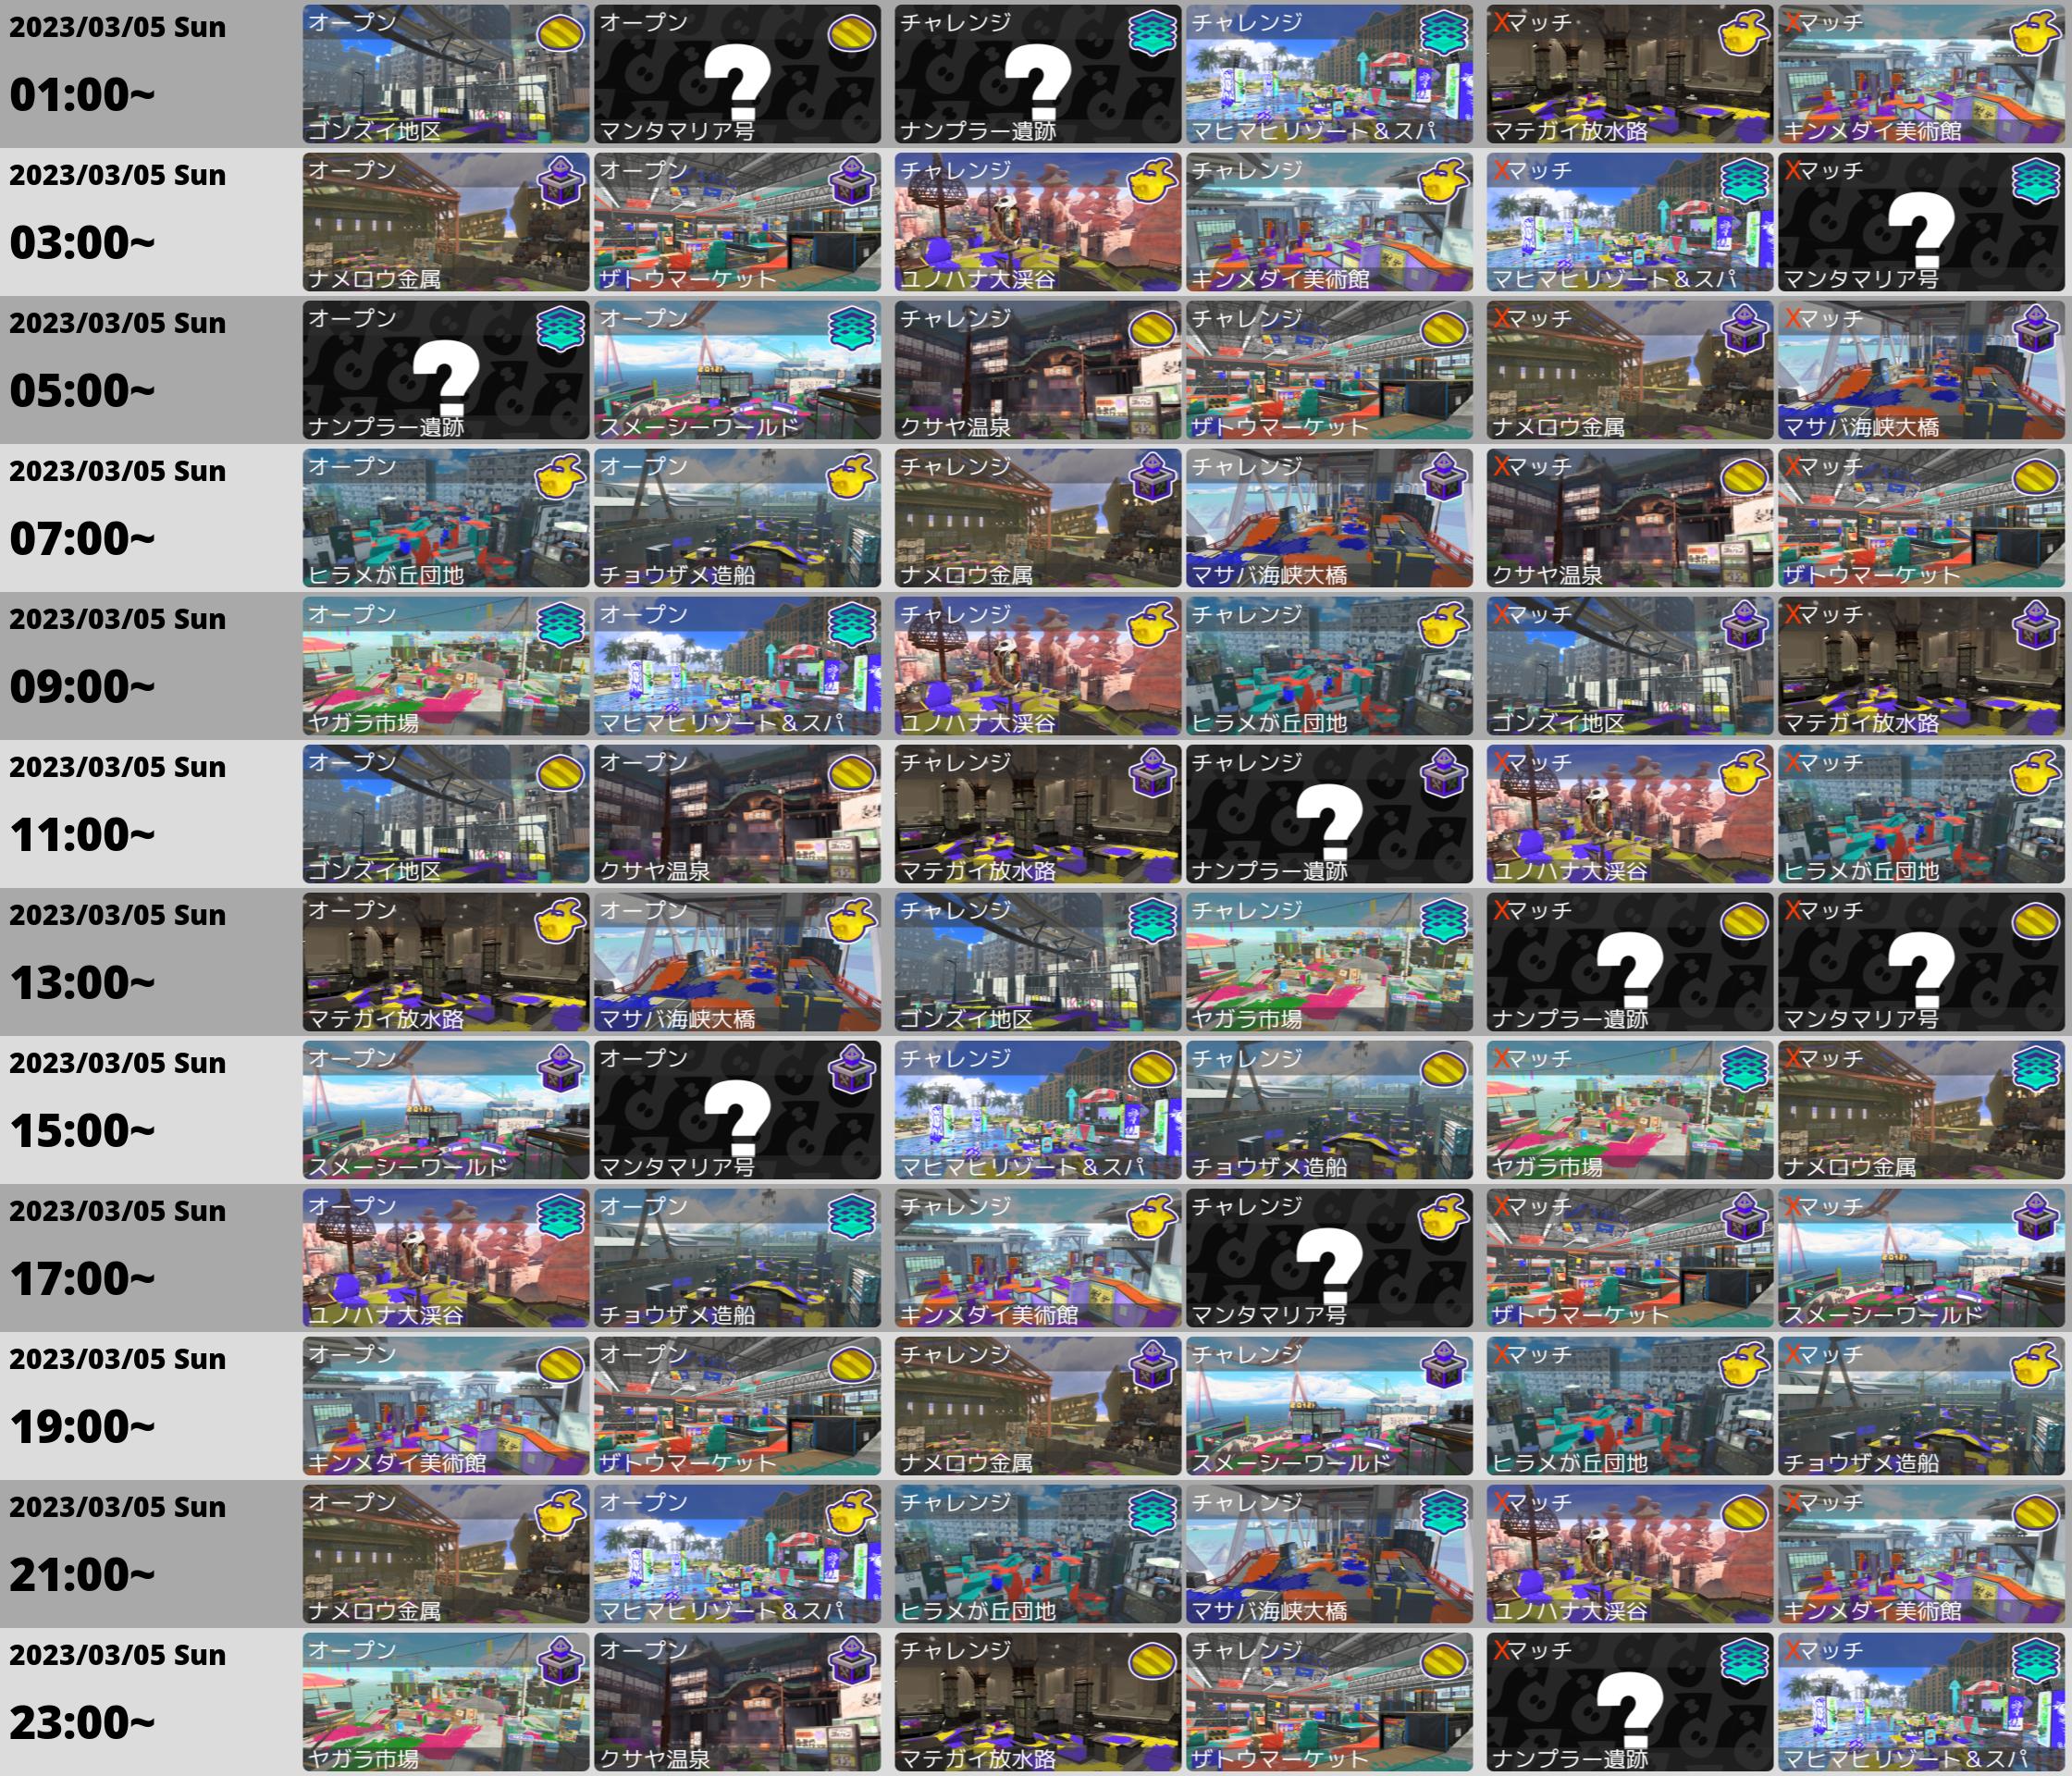 2023/03/05 Sun
01:00~
オープン
ゴンズイ地区
オープン
マンタマリア号
チャレンジ
ナンプラー遺跡
チャレンジ
マヒマヒリゾート＆スパ
Xマッチ
マテガイ放水路
Xマッチ
キンメダイ美術館
2023/03/05 Sun
03:00~
オープン
ナメロウ金属
オープン
ザトウマーケット
チャレンジ
ユノハナ大渓谷
チャレンジ
キンメダイ美術館
Xマッチ
マヒマヒリゾート＆スパ
Xマッチ
マンタマリア号
2023/03/05 Sun
05:00~
オープン
ナンプラー遺跡
オープン
スメーシーワールド
チャレンジ
クサヤ温泉
チャレンジ
ザトウマーケット
Xマッチ
ナメロウ金属
Xマッチ
マサバ海峡大橋
2023/03/05 Sun
07:00~
オープン
ヒラメが丘団地
オープン
チョウザメ造船
チャレンジ
ナメロウ金属
チャレンジ
マサバ海峡大橋
Xマッチ
クサヤ温泉
Xマッチ
ザトウマーケット
2023/03/05 Sun
09:00~
オープン
ヤガラ市場
オープン
マヒマヒリゾート＆スパ
チャレンジ
ユノハナ大渓谷
チャレンジ
ヒラメが丘団地
Xマッチ
ゴンズイ地区
Xマッチ
マテガイ放水路
2023/03/05 Sun
11:00~
オープン
ゴンズイ地区
オープン
クサヤ温泉
チャレンジ
マテガイ放水路
チャレンジ
ナンプラー遺跡
Xマッチ
ユノハナ大渓谷
Xマッチ
ヒラメが丘団地
2023/03/05 Sun
13:00~
オープン
マテガイ放水路
オープン
マサバ海峡大橋
チャレンジ
ゴンズイ地区
チャレンジ
ヤガラ市場
Xマッチ
ナンプラー遺跡
Xマッチ
マンタマリア号
2023/03/05 Sun
15:00~
オープン
スメーシーワールド
オープン
マンタマリア号
チャレンジ
マヒマヒリゾート＆スパ
チャレンジ
チョウザメ造船
Xマッチ
ヤガラ市場
Xマッチ
ナメロウ金属
2023/03/05 Sun
17:00~
オープン
ユノハナ大渓谷
オープン
チョウザメ造船
チャレンジ
キンメダイ美術館
チャレンジ
マンタマリア号
Xマッチ
ザトウマーケット
Xマッチ
スメーシーワールド
2023/03/05 Sun
19:00~
オープン
キンメダイ美術館
オープン
ザトウマーケット
チャレンジ
ナメロウ金属
チャレンジ
スメーシーワールド
Xマッチ
ヒラメが丘団地
Xマッチ
チョウザメ造船
2023/03/05 Sun
21:00~
オープン
ナメロウ金属
オープン
マヒマヒリゾート＆スパ
チャレンジ
ヒラメが丘団地
チャレンジ
マサバ海峡大橋
Xマッチ
ユノハナ大渓谷
Xマッチ
キンメダイ美術館
2023/03/05 Sun
23:00~
オープン
ヤガラ市場
オープン
クサヤ温泉
チャレンジ
マテガイ放水路
チャレンジ
ザトウマーケット
Xマッチ
ナンプラー遺跡
Xマッチ
マヒマヒリゾート＆スパ